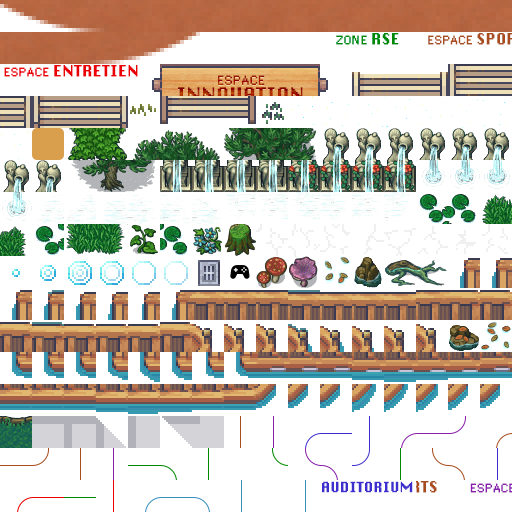 ZONE RSE
ESPACE SPOR
ESPACE ENTRETIEN
ESPACE
INNOVATION
AUDITORIUM
ITS
ESPACE